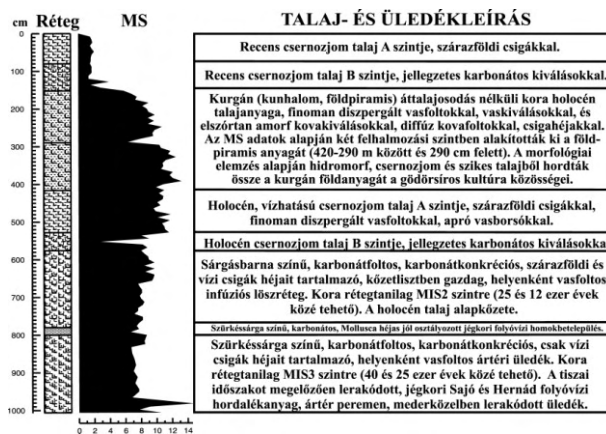 cm Réteg MS TALAJ- ÉS ÜLEDÉKLEÍRÁS
0
100
200
300
400
500
600
700
800
900
1000
0 2 4 6 8 10 12 14
Recens csernozjom talaj A szintje, szárazföldi csigákkal.
Recens csernozjom talaj B szintje, jellegzetes karbonátos kiválásokkal.
Kurgán (kunhalom, földpiramis) áttalajosodás nélküli kora holocén
talajanyaga, finoman diszpergált vasfoltokkal, vaskiválásokkal, és
elszórtan amorf kovakiválásokkal, diffúz kovafoltokkal, csigahéjakkal.
Az MS adatok alapján két felhalmozási szintben alakították ki a föld-
piramis anyagát (420-290 m között és 290 cm felett). A morfológiai
elemzés alapján hidromorf, csernozjom és szikes talajból hordták
össze a kurgán földanyagát a gödörsíros kultúra közösségei.
Holocén, vízhatású csernozjom talaj A szintje, szárazföldi csigákkal,
finoman diszpergált vasfoltokkal, apró vasborsókkal.
Holocén csernozjom talaj B szintje, jellegzetes karbonátos kiválásokka
Sárgásbarna színű, karbonátfoltos, karbonátkonkréciós, szárazföldi és
vízi csigák héjait tartalmazó, kőzetlisztben gazdag, helyenként vasfoltos
infúziós löszréteg. Kora rétegtanilag MIS2 szintre (25 és 12 ezer évek
közé tehető). A holocén talaj alapkőzete.
Szürkéssárga színű, karbonátos, Mollusca héjas jól osztályozott jégkori folyóvízi homokbetelepülés.
Szürkéssárga színű, karbonátfoltos, karbonátkonkréciós, csak vízi
csigák héjait tartalmazó, helyenként vasfoltos ártéri üledék. Kora
rétegtanilag MIS3 szintre (40 és 25 ezer évek közé tehető). A tiszai
időszakot megelőzően lerakódott, jégkori Sajó és Hernád folyóvízi
hordalékanyag, ártér peremen, mederközelben lerakódott üledék.